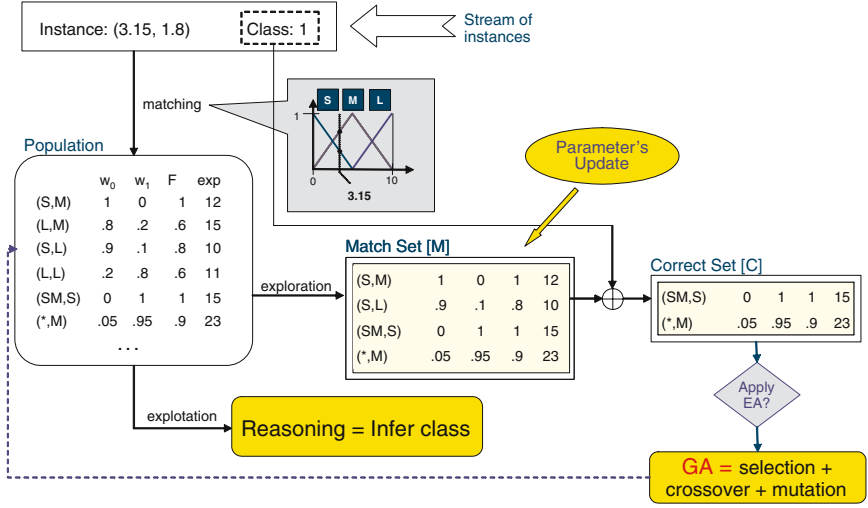 Instance: (3.15, 1.8) Class: 1
Stream of
instances
matching
S M L
1
0 10
3.15
Population
w0 w1 F exp
(S,M) 1 0 1 12
(L,M) .8 .2 .6 15
(S,L) .9 .1 .8 10
(L,L) .2 .8 .6 11
(SM,S) 0 1 1 15
(*,M) .05 .95 .9 23
...
Parameter's
Update
exploration
Match Set [M]
(S,M) 1 0 1 12
(S,L) .9 .1 .8 10
(SM,S) 0 1 1 15
(*,M) .05 .95 .9 23
Correct Set [C]
(SM,S) 0 1 1 15
(*,M) .05 .95 .9 23
Apply
EA?
explotation
Reasoning = Infer class
GA = selection +
crossover + mutation